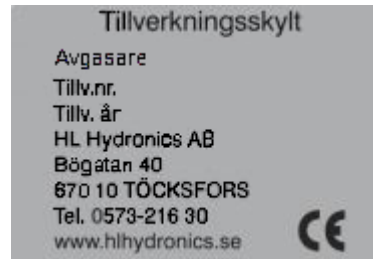 Tillverkningsskylt
Avgasare
Tillv.nr.
Tillv. år
HL Hydronics AB
Bögatan 40
670 10 TÖCKSFORS
Tel. 0573-216 30
www.hlhydronics.se
CE